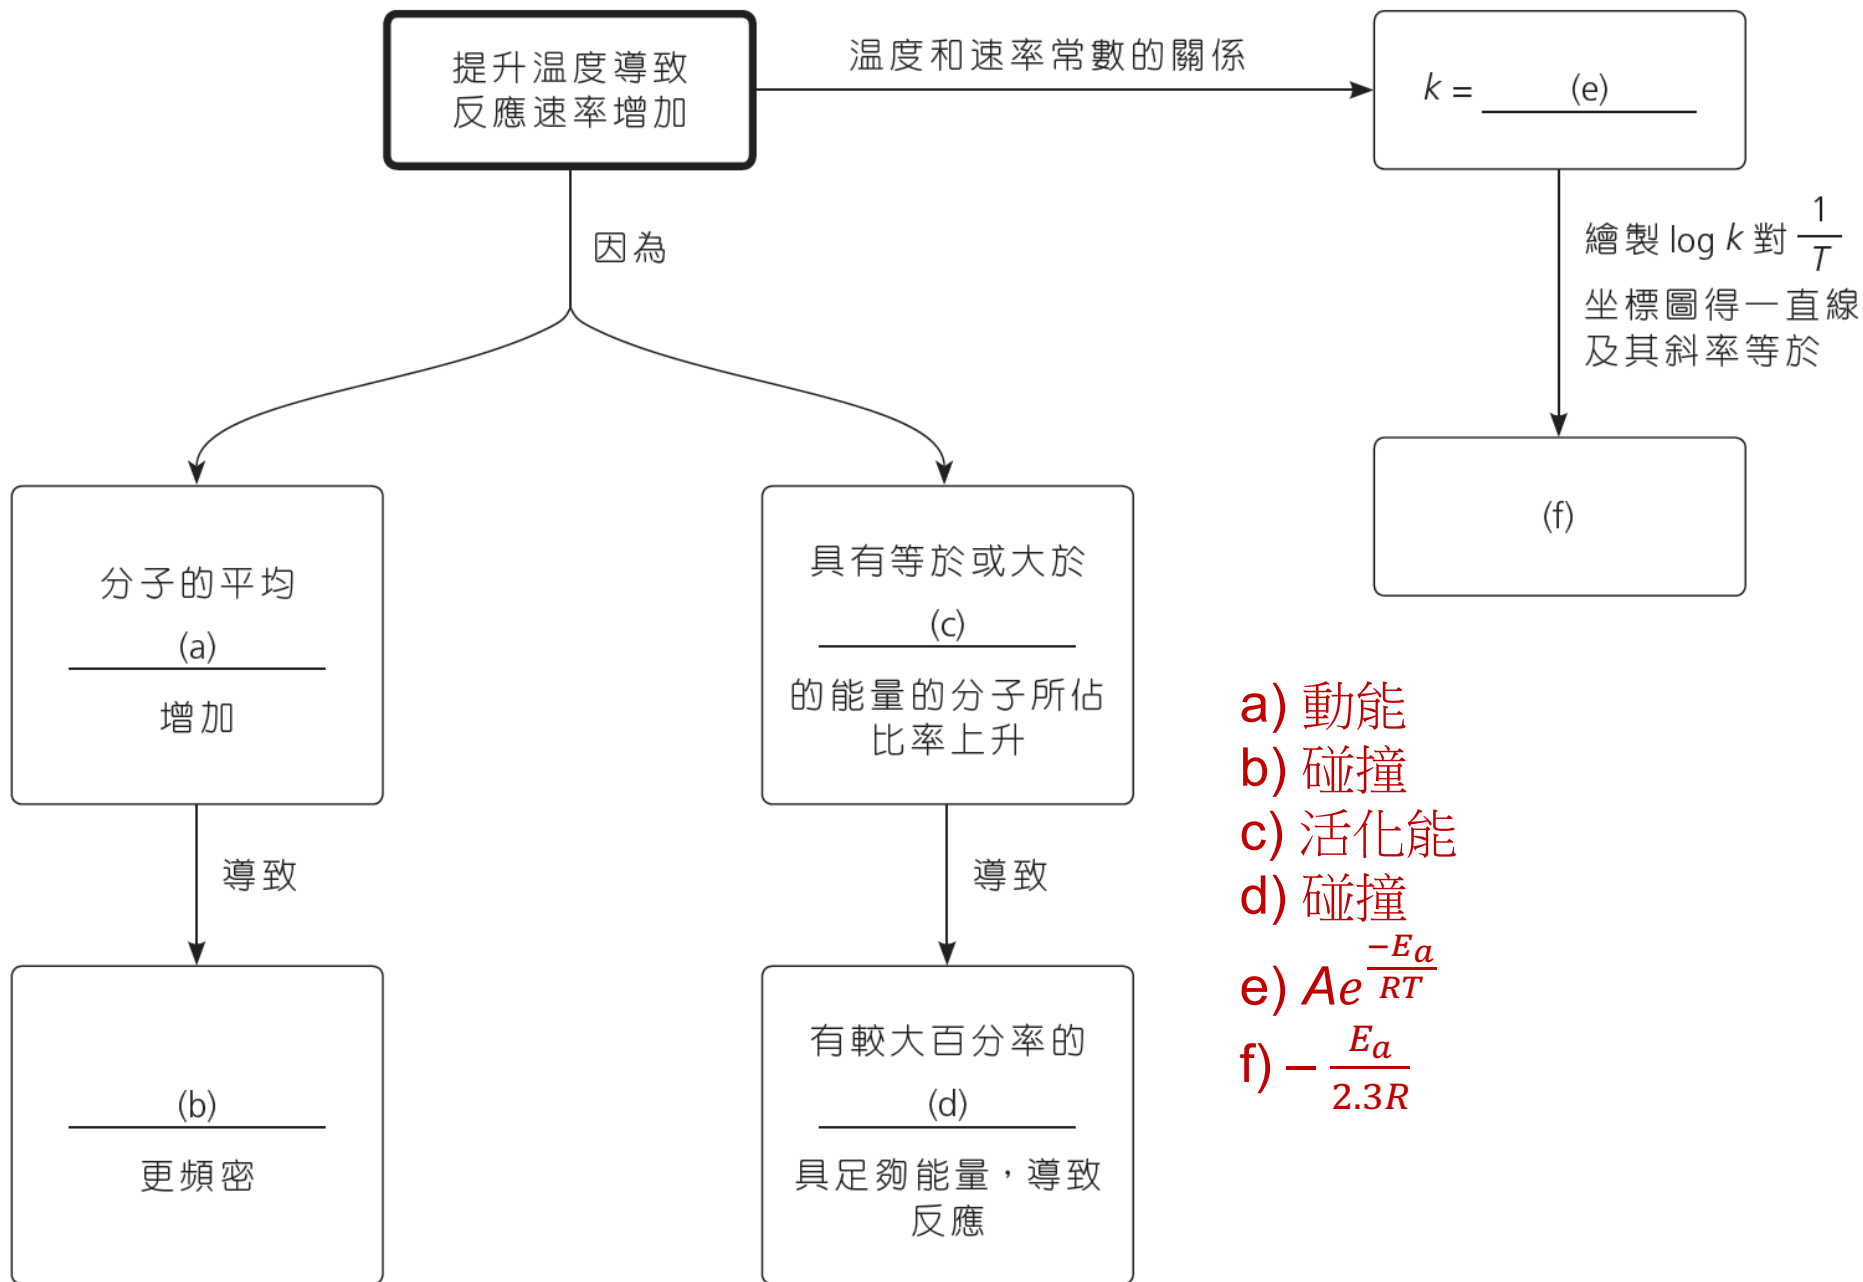 提升温度導致
反應速率增加
温度和速率常數的關係
k = (e)
因為
繪製 log k 對 1/T
坐標圖得一直線
及其斜率等於
(f)
分子的平均
(a)
增加
具有等於或大於
(c)
的能量的分子所佔
比率上升
導致
導致
(b)
更頻密
有較大百分率的
(d)
具足夠能量，導致
反應
a) 動能
b) 碰撞
c) 活化能
d) 碰撞
e) Ae^(−Eₐ/RT)
f) – Eₐ/2.3R